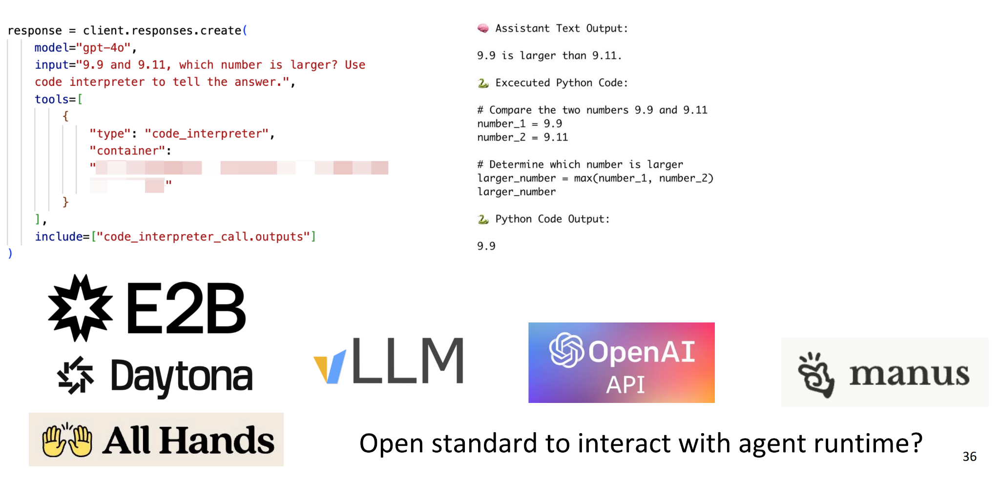 response = client.responses.create(
model="gpt-4o",
input="9.9 and 9.11, which number is larger? Use
code interpreter to tell the answer.",
tools=[
{
"type": "code_interpreter",
"container":
"
"
}
],
include=["code_interpreter_call.outputs"]
)
🧠 Assistant Text Output:
9.9 is larger than 9.11.
🐍 Excecuted Python Code:
# Compare the two numbers 9.9 and 9.11
number_1 = 9.9
number_2 = 9.11
# Determine which number is larger
larger_number = max(number_1, number_2)
larger_number
🐍 Python Code Output:
9.9
E2B
Daytona
All Hands
vLLM
OpenAI
API
manus
Open standard to interact with agent runtime?
36